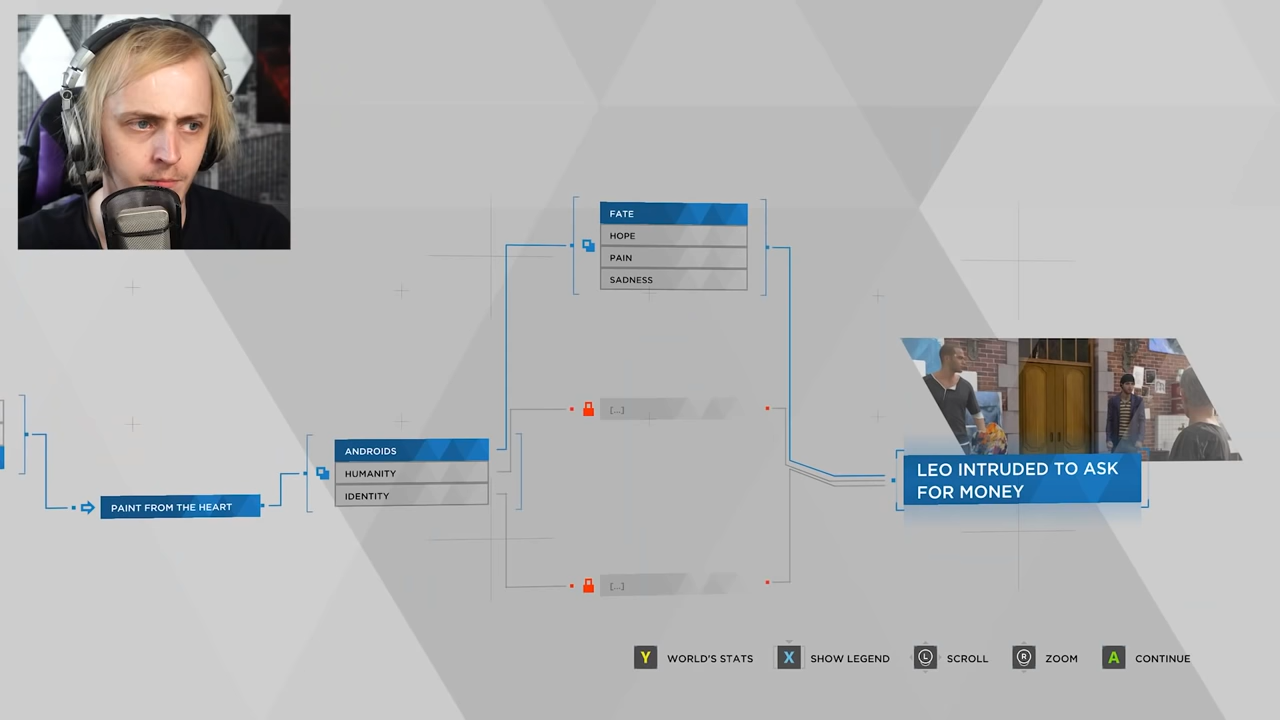 FATE
HOPE
PAIN
SADNESS
[...]
ANDROIDS
HUMANITY
IDENTITY
PAINT FROM THE HEART
LEO INTRUDED TO ASK
FOR MONEY
[...]
Y WORLD'S STATS X SHOW LEGEND L SCROLL R ZOOM A CONTINUE